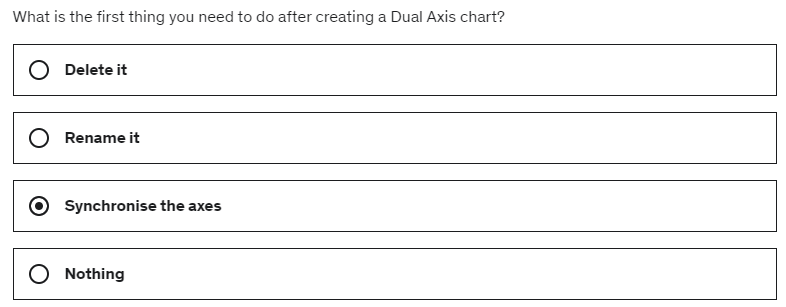 What is the first thing you need to do after creating a Dual Axis chart?
Delete it
Rename it
Synchronise the axes
Nothing